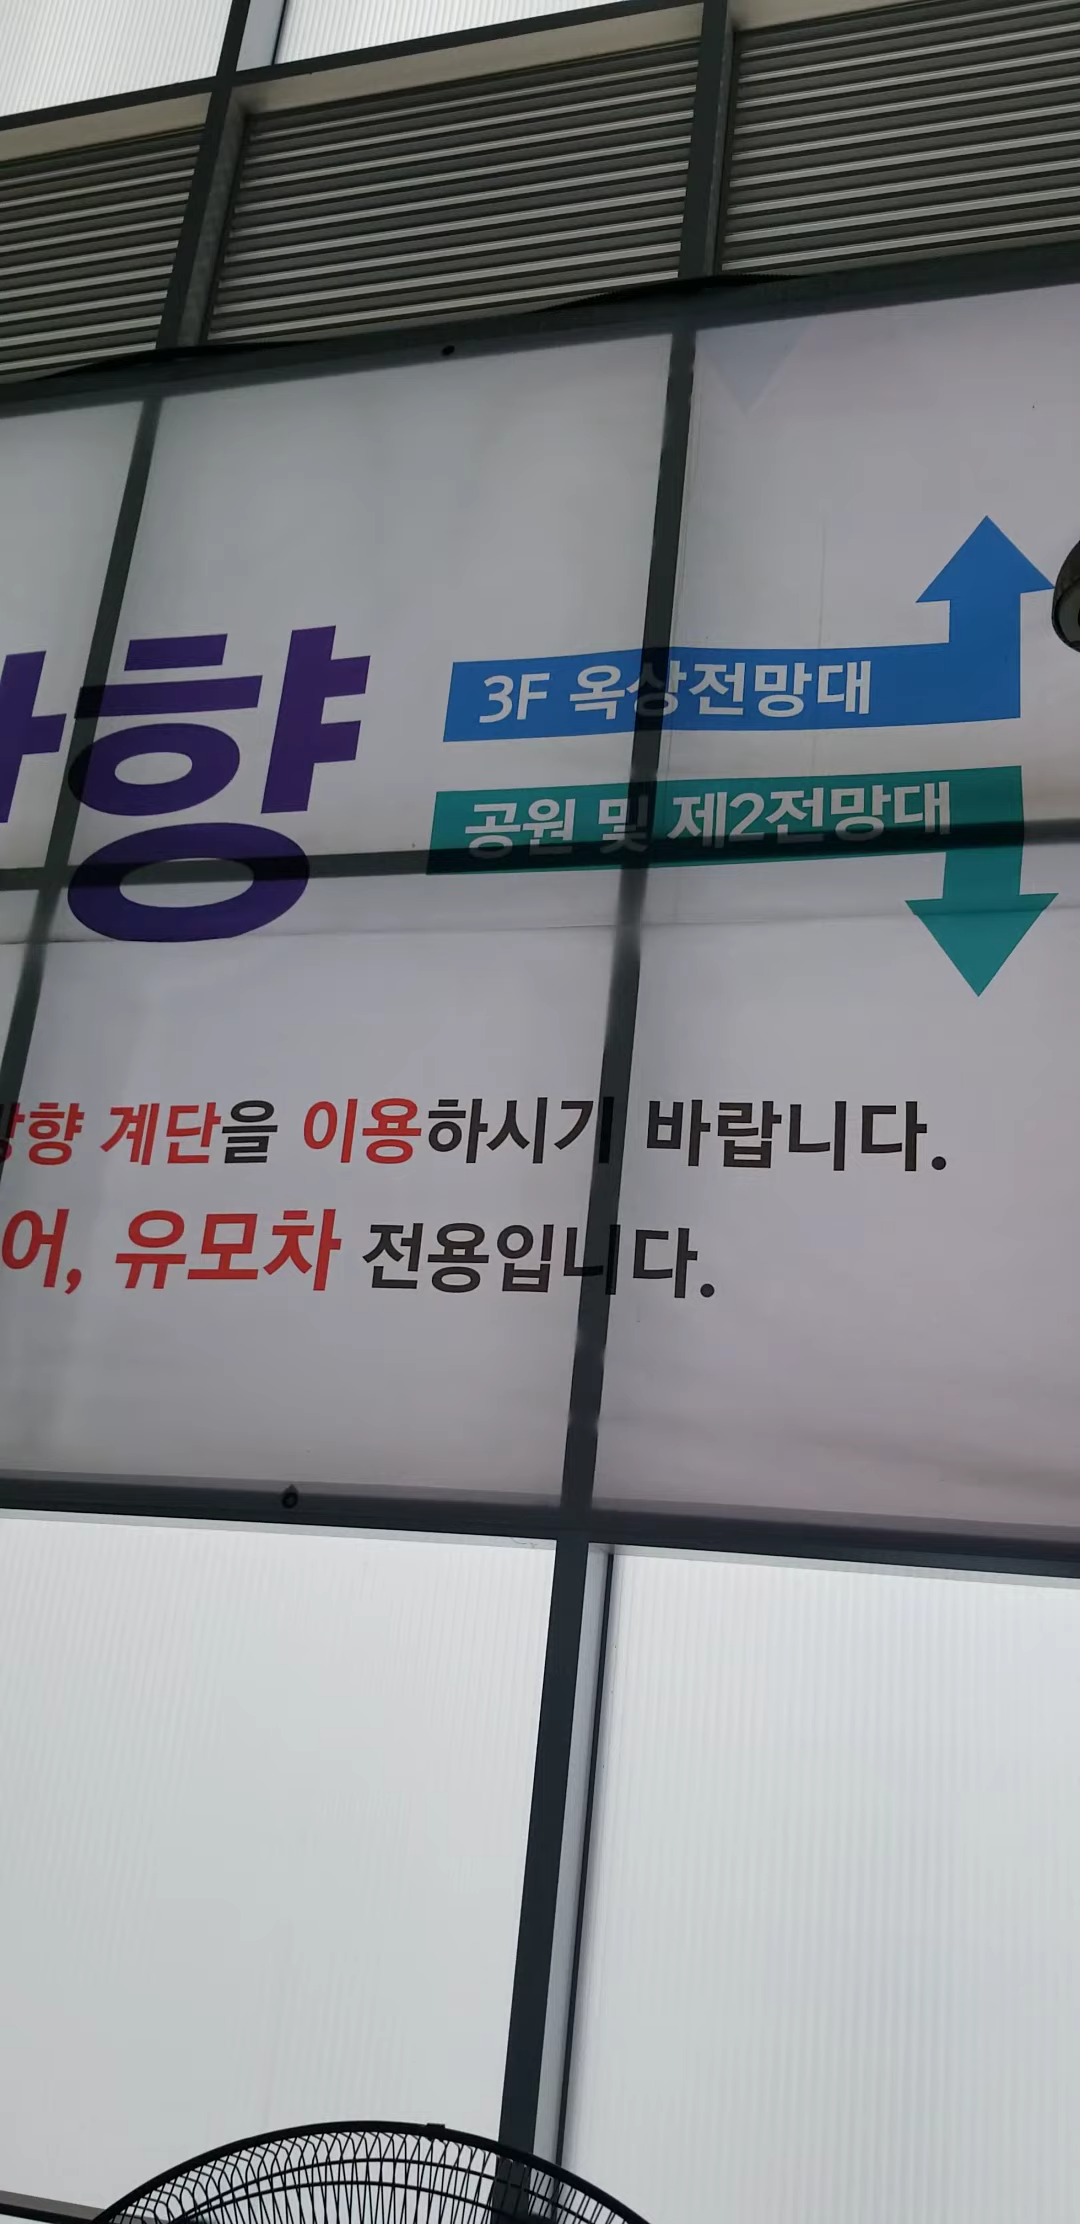 향
3F 옥상전망대
공원 및 제2전망대
방향 계단을 이용하시기 바랍니다.
어, 유모차 전용입니다.